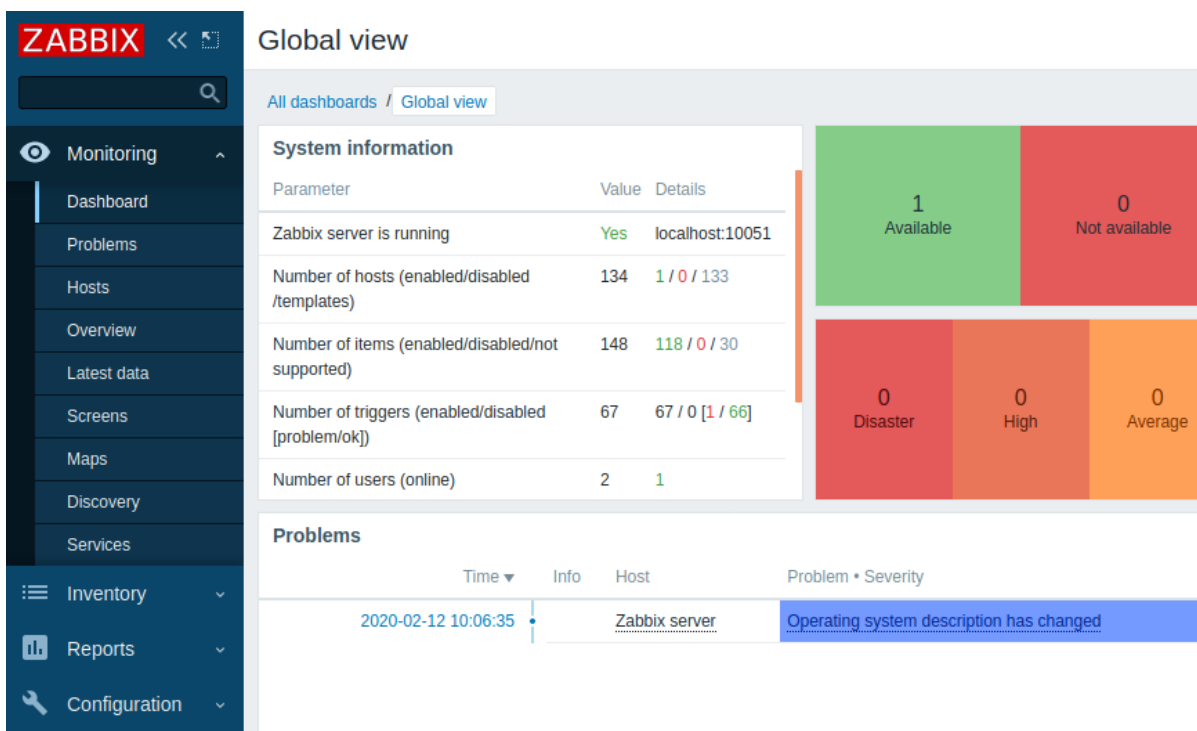 ZABBIX
Global view
All dashboards / Global view
Monitoring
Dashboard
Problems
Hosts
Overview
Latest data
Screens
Maps
Discovery
Services
Inventory
Reports
Configuration
System information
Parameter Value Details
Zabbix server is running Yes localhost:10051
Number of hosts (enabled/disabled 134 1 / 0 / 133
/templates)
Number of items (enabled/disabled/not 148 118 / 0 / 30
supported)
Number of triggers (enabled/disabled 67 67 / 0 [1 / 66]
[problem/ok])
Number of users (online) 2 1
1
Available
0
Not available
0
Disaster
0
High
0
Average
Problems
Time Info Host Problem • Severity
2020-02-12 10:06:35 Zabbix server Operating system description has changed